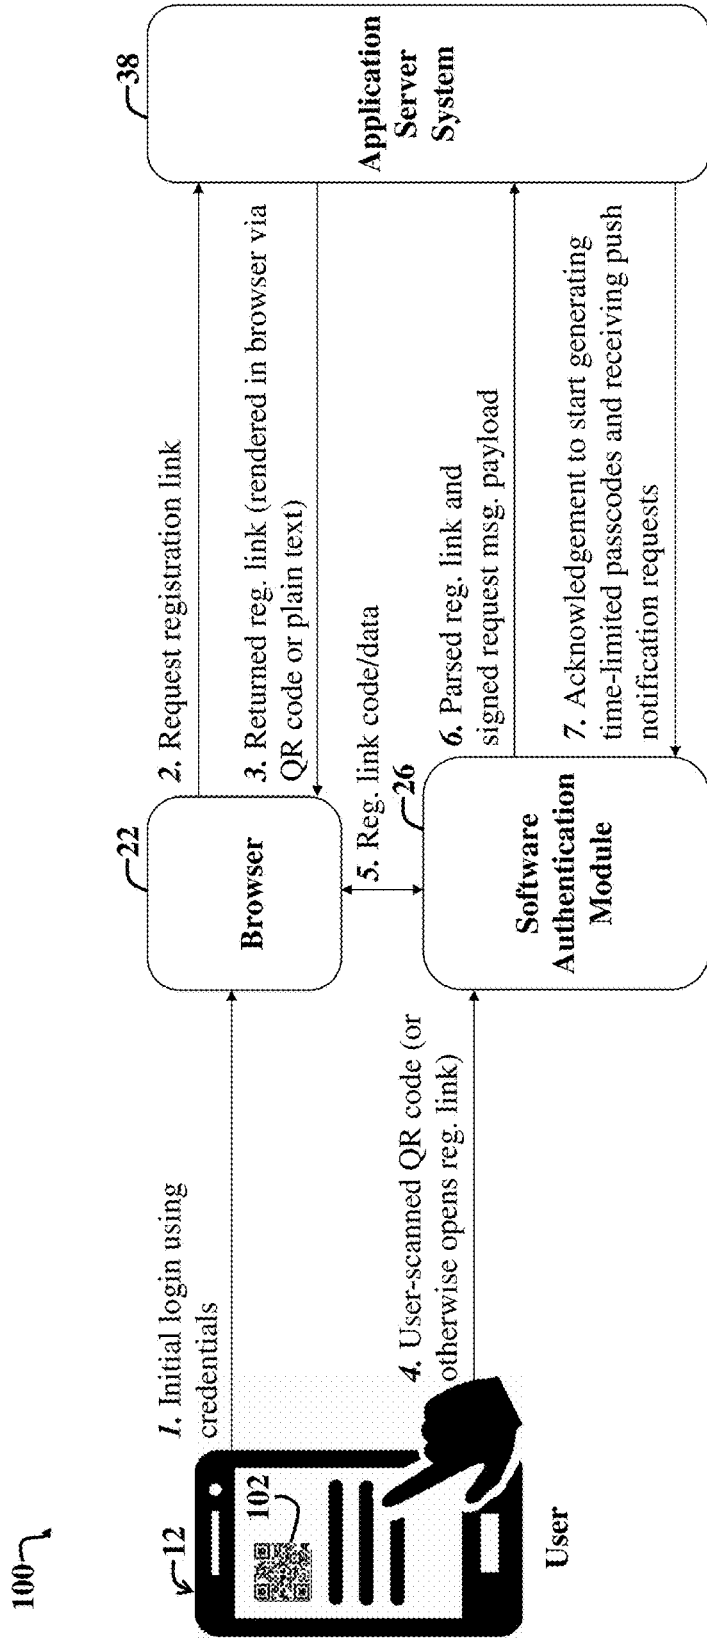 100
12
102
User
1. Initial login using
credentials
2. Request registration link
3. Returned reg. link (rendered in browser via
QR code or plain text)
4. User-scanned QR code (or
otherwise opens reg. link)
5. Reg. link code/data
6. Parsed reg. link and
signed request msg. payload
7. Acknowledgement to start generating
time-limited passcodes and receiving push
notification requests
22
Browser
26
Software
Authentication
Module
38
Application
Server
System